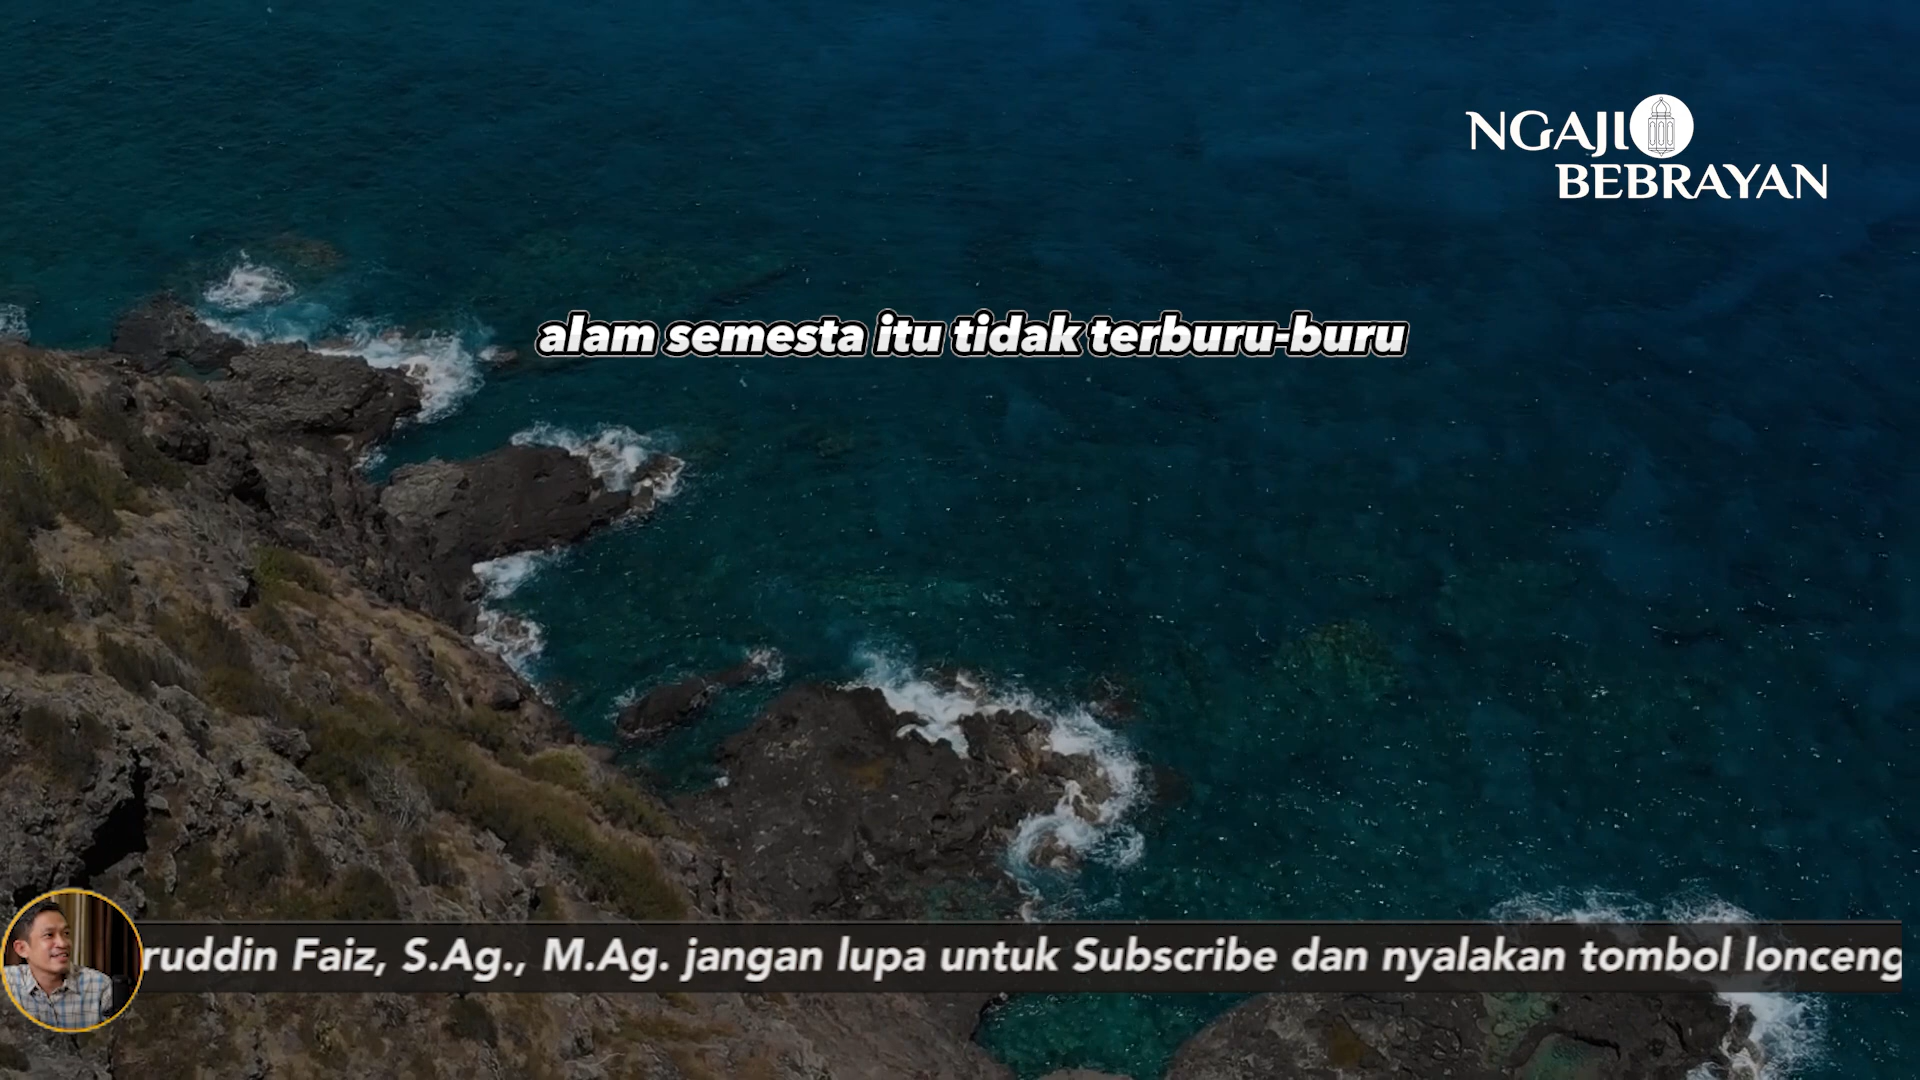 NGAJI
BEBRAYAN
alam semesta itu tidak terburu-buru
ruddin Faiz, S.Ag., M.Ag. jangan lupa untuk Subscribe dan nyalakan tombol lonceng